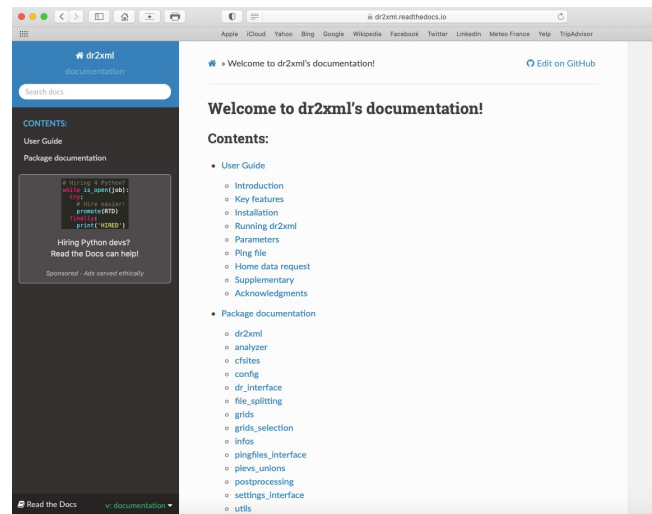 dr2xml.readthedocs.io
Apple iCloud Yahoo Bing Google Wikipedia Facebook Twitter LinkedIn Meteo France Yelp TripAdvisor
dr2xml
documentation
Search docs
CONTENTS:
User Guide
Package documentation
# Hiring 4 Python?
while is_open(job):
try:
# Hire easier!
promote(RTD)
finally:
print('HIRED')
Hiring Python devs?
Read the Docs can help!
Sponsored · Ads served ethically
Read the Docs
v: documentation
» Welcome to dr2xml's documentation!
Edit on GitHub
Welcome to dr2xml's documentation!
Contents:
• User Guide
Introduction
Key features
Installation
Running dr2xml
Parameters
Ping file
Home data request
Supplementary
Acknowledgments
• Package documentation
dr2xml
analyzer
cfsites
config
dr_interface
file_splitting
grids
grids_selection
infos
pingfiles_interface
plevs_unions
postprocessing
settings_interface
utils